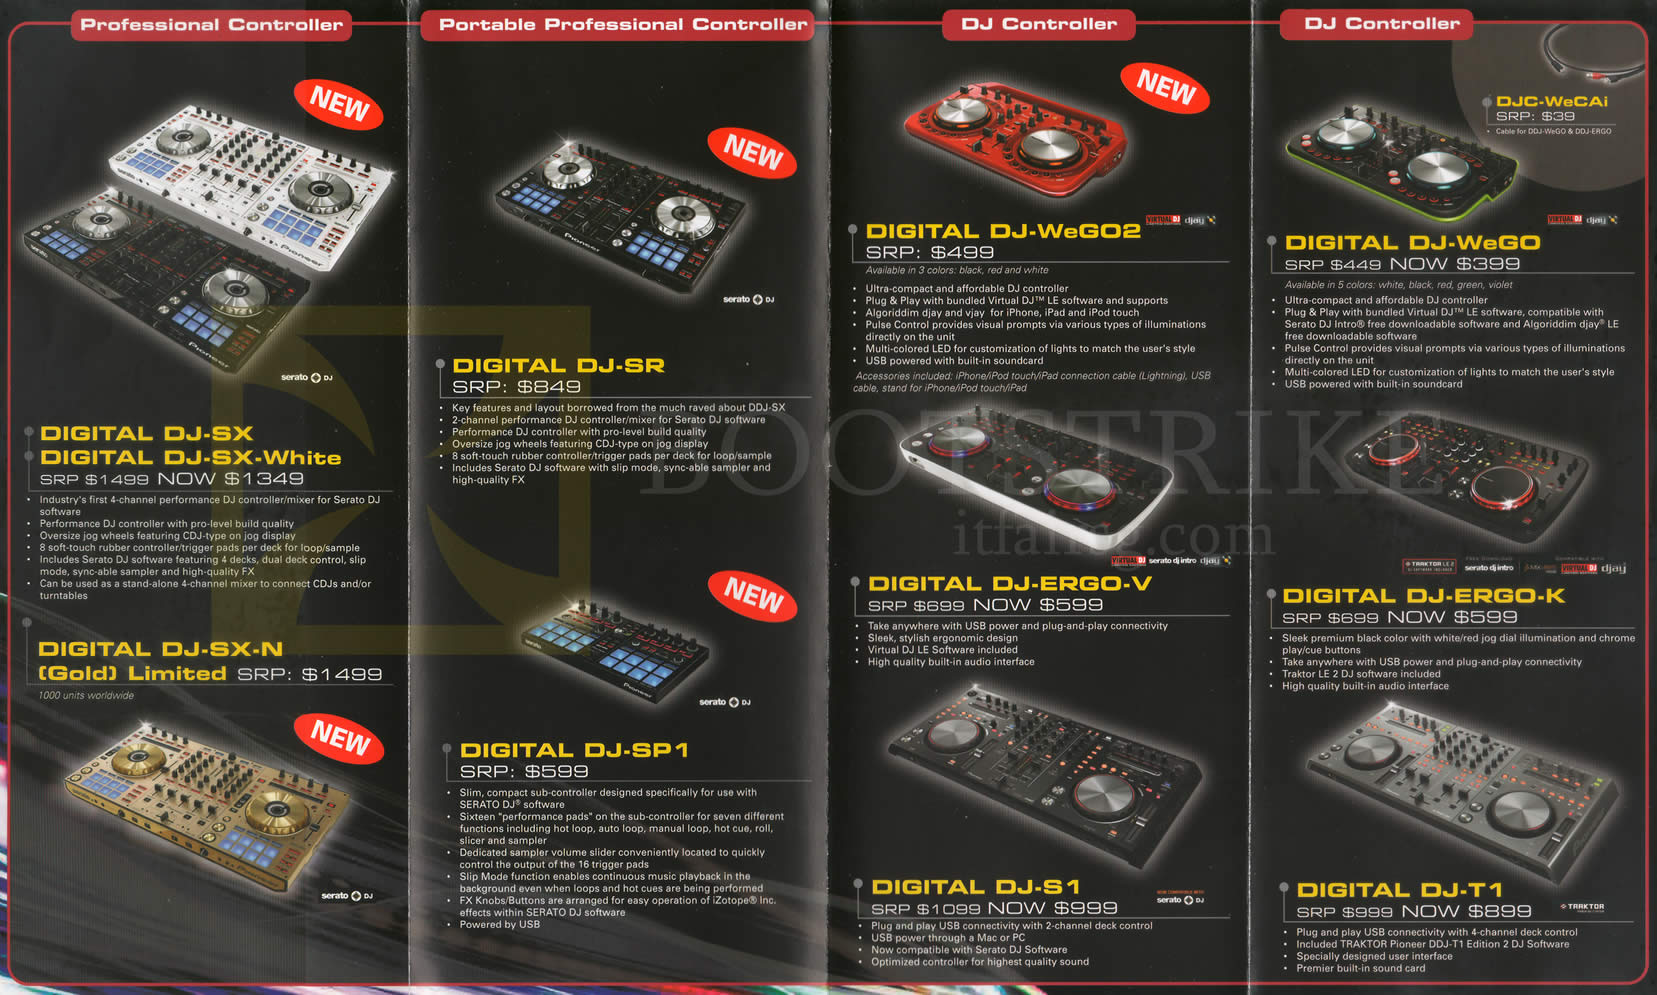 Professional Controller
NEW
serato DJ
DIGITAL DJ-SX
DIGITAL DJ-SX-White
SRP $1499 NOW $1349
• Industry's first 4-channel performance DJ controller/mixer for Serato DJ
software
• Performance DJ controller with pro-level build quality
• Oversize jog wheels featuring CDJ-type on jog display
• 8 soft-touch rubber controller/trigger pads per deck for loop/sample
• Includes Serato DJ software featuring 4 decks, dual deck control, slip
mode, sync-able sampler and high-quality FX
• Can be used as a stand-alone 4-channel mixer to connect CDJs and/or
turntables
DIGITAL DJ-SX-N
(Gold) Limited SRP: $1499
1000 units worldwide
NEW
serato DJ
Portable Professional Controller
NEW
Pioneer
serato DJ
DIGITAL DJ-SR
SRP: $849
• Key features and layout borrowed from the much raved about DDJ-SX
• 2-channel performance DJ controller/mixer for Serato DJ software
• Performance DJ controller with pro-level build quality
• Oversize jog wheels featuring CDJ-type on jog display
• 8 soft-touch rubber controller/trigger pads per deck for loop/sample
• Includes Serato DJ software with slip mode, sync-able sampler and
high-quality FX
NEW
Pioneer
serato DJ
DIGITAL DJ-SP1
SRP: $599
• Slim, compact sub-controller designed specifically for use with
SERATO DJ® software
• Sixteen "performance pads" on the sub-controller for seven different
functions including hot loop, auto loop, manual loop, hot cue, roll,
slicer and sampler
• Dedicated sampler volume slider conveniently located to quickly
control the output of the 16 trigger pads
• Slip Mode function enables continuous music playback in the
background even when loops and hot cues are being performed
• FX Knobs/Buttons are arranged for easy operation of iZotope® Inc.
effects within SERATO DJ software
• Powered by USB
DJ Controller
NEW
VIRTUAL DJ djay
DIGITAL DJ-WeGO2
SRP: $499
Available in 3 colors: black, red and white
• Ultra-compact and affordable DJ controller
• Plug & Play with bundled Virtual DJ™ LE software and supports
• Algoriddim djay and vjay for iPhone, iPad and iPod touch
• Pulse Control provides visual prompts via various types of illuminations
directly on the unit
• Multi-colored LED for customization of lights to match the user's style
• USB powered with built-in soundcard
Accessories included: iPhone/iPod touch/iPad connection cable (Lightning), USB
cable, stand for iPhone/iPod touch/iPad
VIRTUAL DJ serato dj intro djay
DIGITAL DJ-ERGO-V
SRP $699 NOW $599
• Take anywhere with USB power and plug-and-play connectivity
• Sleek, stylish ergonomic design
• Virtual DJ LE Software included
• High quality built-in audio interface
NOW COMPATIBLE WITH
serato DJ
DIGITAL DJ-S1
SRP $1099 NOW $999
• Plug and play USB connectivity with 2-channel deck control
• USB power through a Mac or PC
• Now compatible with Serato DJ Software
• Optimized controller for highest quality sound
DJ Controller
DJC-WeCAi
SRP: $39
• Cable for DDJ-WeGO & DDJ-ERGO
VIRTUAL DJ djay
DIGITAL DJ-WeGO
SRP $449 NOW $399
Available in 5 colors: white, black, red, green, violet
• Ultra-compact and affordable DJ controller
• Plug & Play with bundled Virtual DJ™ LE software, compatible with
Serato DJ Intro® free downloadable software and Algoriddim djay® LE
free downloadable software
• Pulse Control provides visual prompts via various types of illuminations
directly on the unit
• Multi-colored LED for customization of lights to match the user's style
• USB powered with built-in soundcard
TRAKTOR LE 2 serato dj intro VIRTUAL DJ djay
DIGITAL DJ-ERGO-K
SRP $699 NOW $599
• Sleek premium black color with white/red jog dial illumination and chrome
play/cue buttons
• Take anywhere with USB power and plug-and-play connectivity
• Traktor LE 2 DJ software included
• High quality built-in audio interface
DIGITAL DJ-T1
SRP $999 NOW $899
TRAKTOR
• Plug and play USB connectivity with 4-channel deck control
• Included TRAKTOR Pioneer DDJ-T1 Edition 2 DJ Software
• Specially designed user interface
• Premier built-in sound card
BOOTSTRIKE